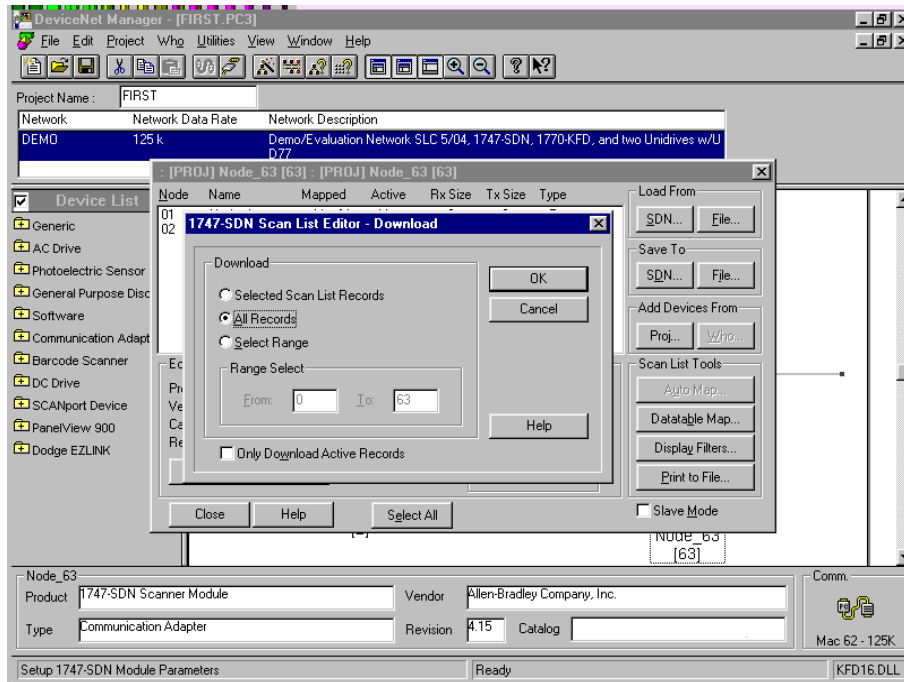 DeviceNet Manager - [FIRST.PC3]
File Edit Project Who Utilities View Window Help
Project Name : FIRST
Network Network Data Rate Network Description
DEMO 125 k Demo/Evaluation Network SLC 5/04, 1747-SDN, 1770-KFD, and two Unidrives w/U
D77
: [PROJ] Node_63 [63] : [PROJ] Node_63 [63]
Device List
Generic
AC Drive
Photoelectric Sensor
General Purpose Disc
Software
Communication Adapt
Barcode Scanner
DC Drive
SCANport Device
PanelView 900
Dodge EZLINK
Node Name Mapped Active Rx Size Tx Size Type
01
02
1747-SDN Scan List Editor - Download
Download
Selected Scan List Records
All Records
Select Range
Range Select
From: 0 To: 63
Only Download Active Records
OK
Cancel
Help
Load From
SDN... File...
Save To
SDN... File...
Add Devices From
Proj... Who...
Scan List Tools
Auto Map...
Datatable Map...
Display Filters...
Print to File...
Slave Mode
Close Help Select All
Node_63
[63]
Node_63
Product 1747-SDN Scanner Module Vendor Allen-Bradley Company, Inc.
Type Communication Adapter Revision 4.15 Catalog
Comm.
Mac 62 - 125K
Setup 1747-SDN Module Parameters Ready KFD16.DLL